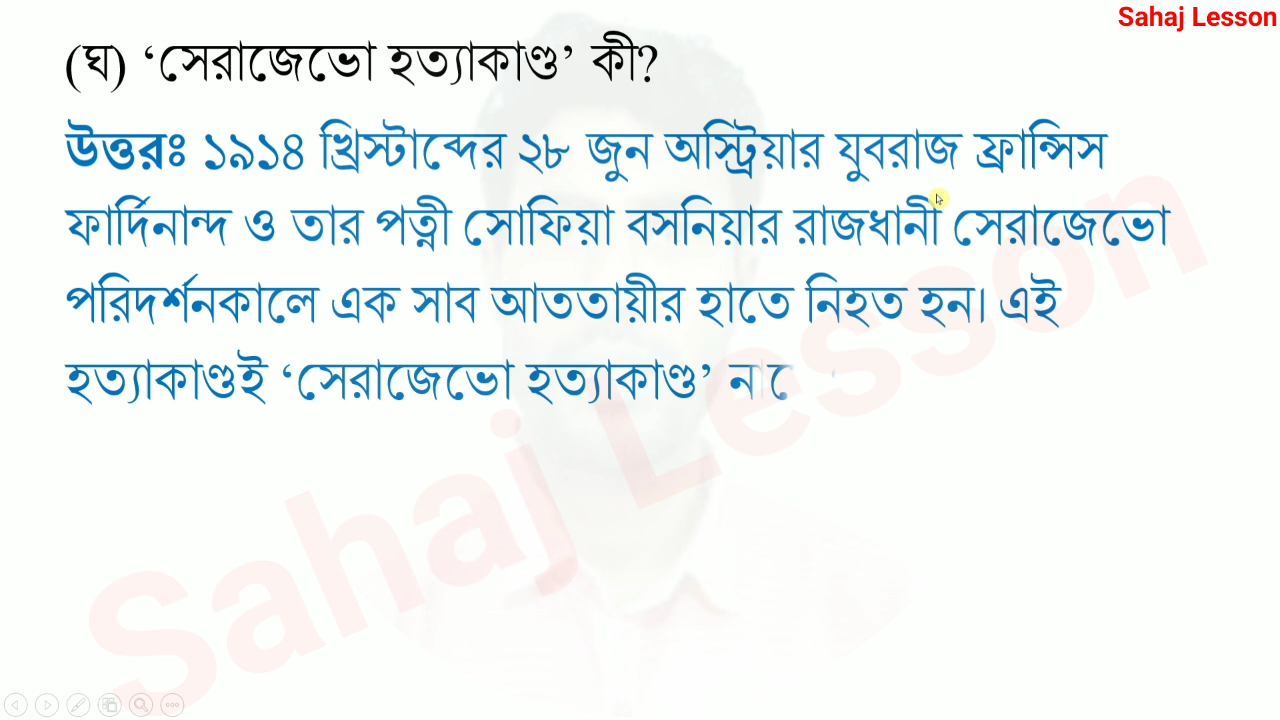 Sahaj Lesson
(ঘ) ‘সেরাজেভো হত্যাকাণ্ড’ কী?
উত্তরঃ ১৯১৪ খ্রিস্টাব্দের ২৮ জুন অস্ট্রিয়ার যুবরাজ ফ্রান্সিস
ফার্দিনান্দ ও তার পত্নী সোফিয়া বসনিয়ার রাজধানী সেরাজেভো
পরিদর্শনকালে এক সাব আততায়ীর হাতে নিহত হন। এই
হত্যাকাণ্ডই ‘সেরাজেভো হত্যাকাণ্ড’
Sahaj Lesson